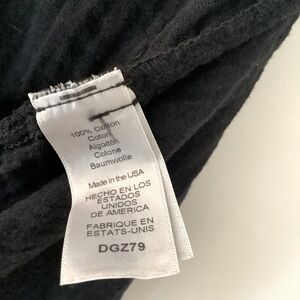 100% Cotton
Coton
Algodón
Cotone
Baumwolle
Made in the USA
HECHO EN LOS
ESTADOS
UNIDOS
DE AMERICA
FABRIQUE EN
ESTATS-UNIS
DGZ79